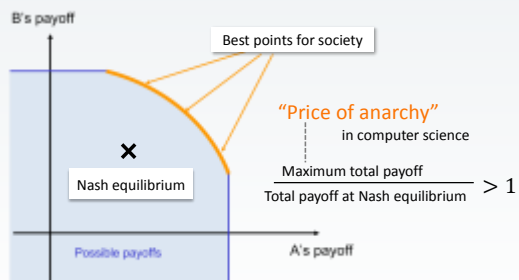 B's payoff
Best points for society
"Price of anarchy"
in computer science
×
Nash equilibrium
Maximum total payoff
Total payoff at Nash equilibrium
> 1
Possible payoffs
A's payoff